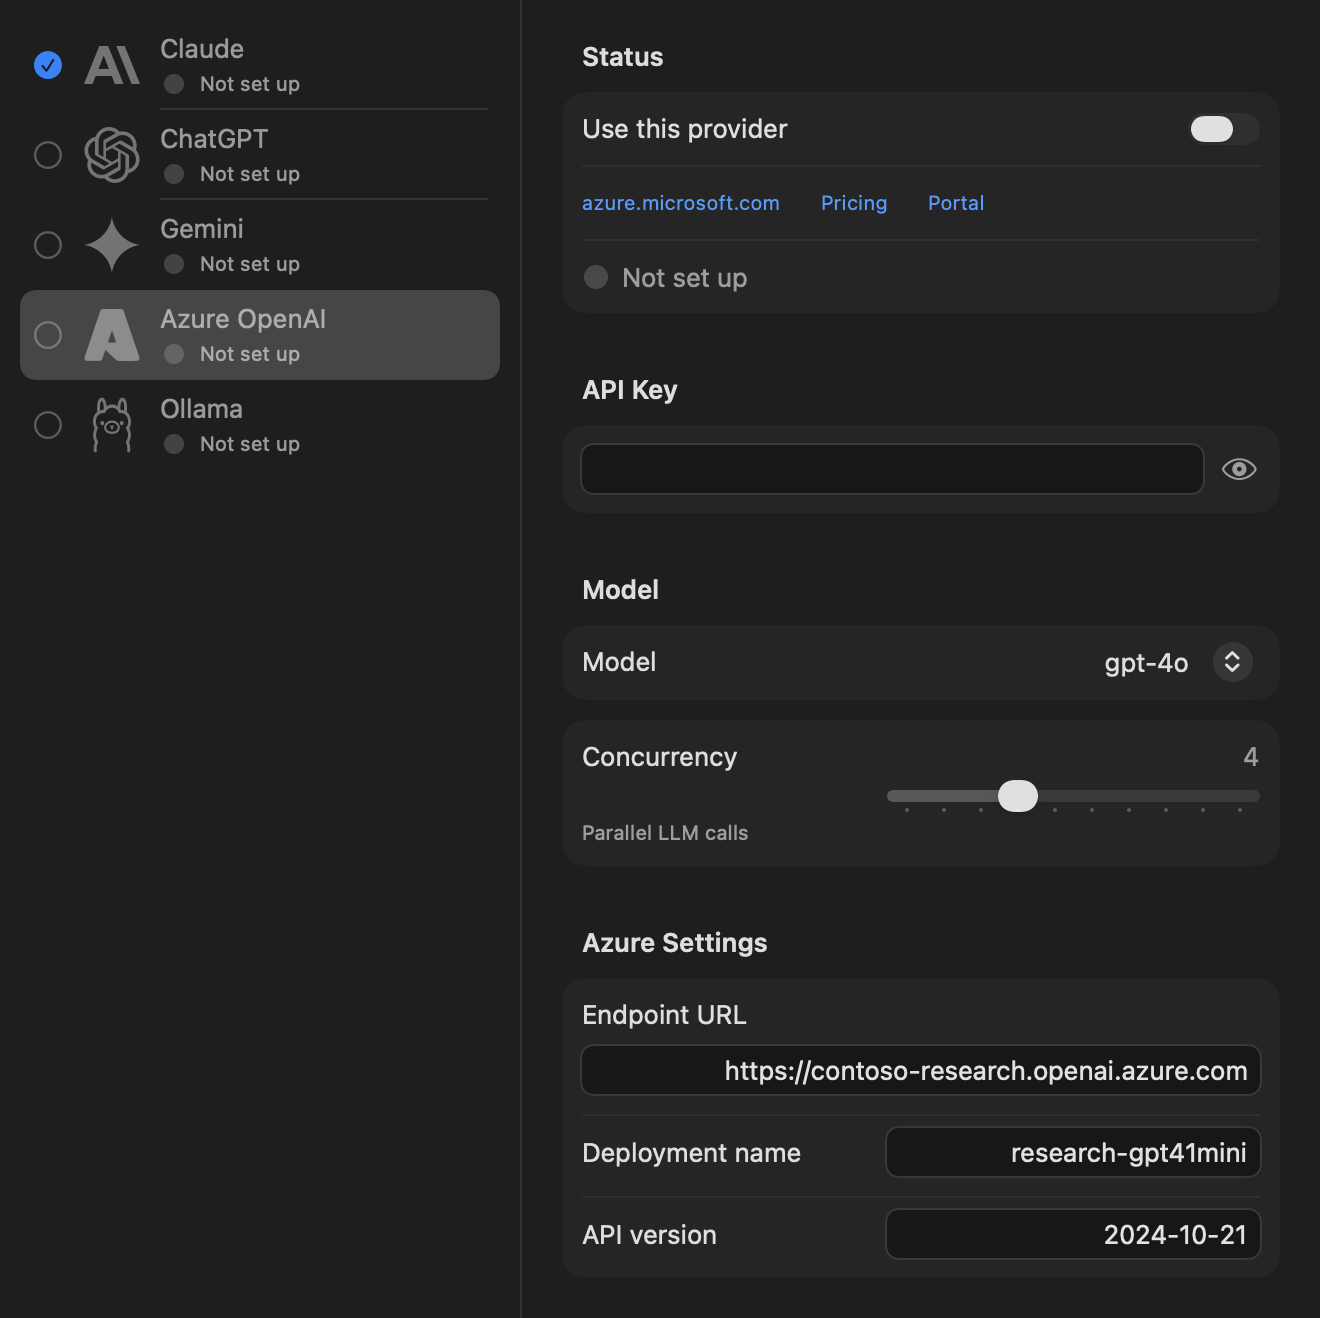 Claude
Not set up
ChatGPT
Not set up
Gemini
Not set up
Azure OpenAI
Not set up
Ollama
Not set up
Status
Use this provider
azure.microsoft.com Pricing Portal
Not set up
API Key
Model
Model gpt-4o
Concurrency 4
Parallel LLM calls
Azure Settings
Endpoint URL
https://contoso-research.openai.azure.com
Deployment name research-gpt41mini
API version 2024-10-21